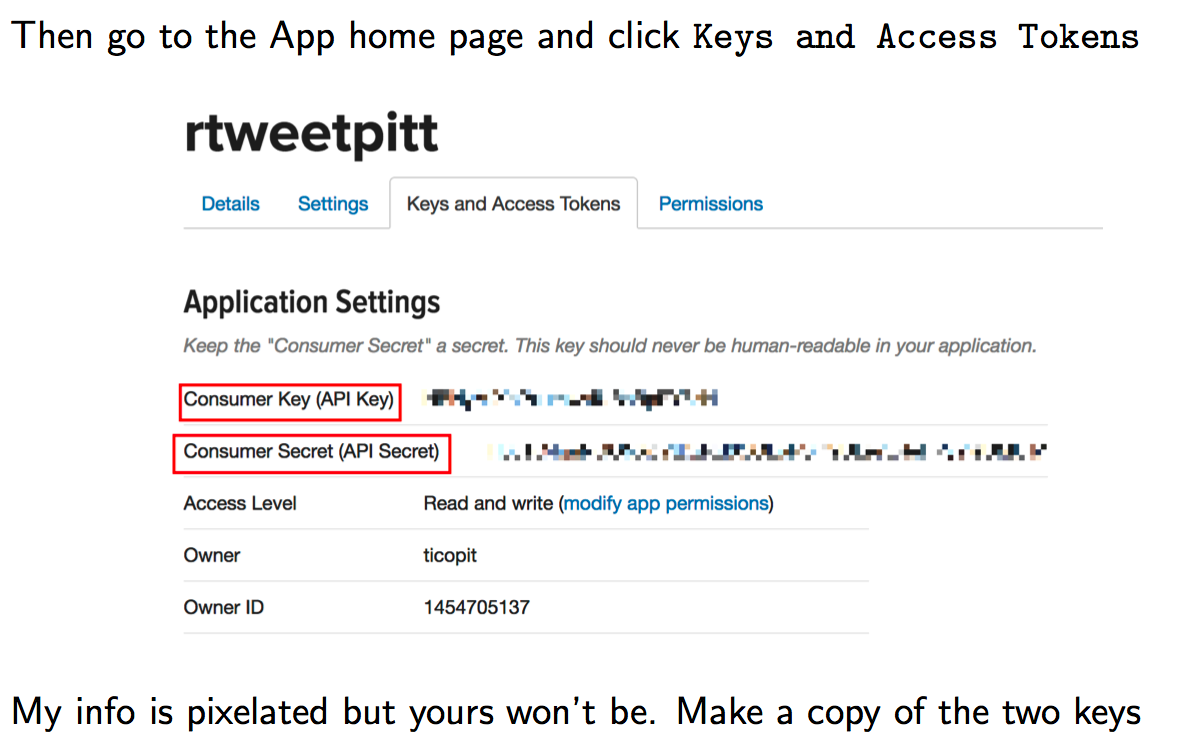 Then go to the App home page and click Keys and Access Tokens
rtweetpitt
Details Settings Keys and Access Tokens Permissions
Application Settings
Keep the "Consumer Secret" a secret. This key should never be human-readable in your application.
Consumer Key (API Key)
Consumer Secret (API Secret)
Access Level Read and write (modify app permissions)
Owner ticopit
Owner ID 1454705137
My info is pixelated but yours won't be. Make a copy of the two keys